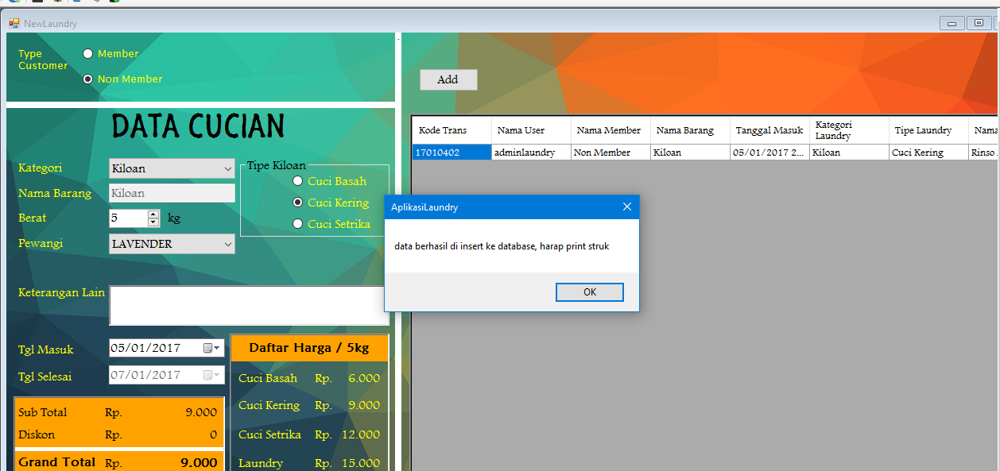 NewLaundry
Type
Customer
Member
Non Member
Add
DATA CUCIAN
Kategori
Kiloan
Nama Barang
Kiloan
Berat
5
kg
Pewangi
LAVENDER
Tipe Kiloan
Cuci Basah
Cuci Kering
Cuci Setrika
Keterangan Lain
Tgl Masuk
05/01/2017
Tgl Selesai
07/01/2017
Sub Total Rp. 9.000
Diskon Rp. 0
Grand Total Rp. 9.000
Daftar Harga / 5kg
Cuci Basah Rp. 6.000
Cuci Kering Rp. 9.000
Cuci Setrika Rp. 12.000
Laundry Rp. 15.000
Kode Trans Nama User Nama Member Nama Barang Tanggal Masuk Kategori Laundry Tipe Laundry Nama
17010402 adminlaundry Non Member Kiloan 05/01/2017 2... Kiloan Cuci Kering Rinso
AplikasiLaundry
data berhasil di insert ke database, harap print struk
OK